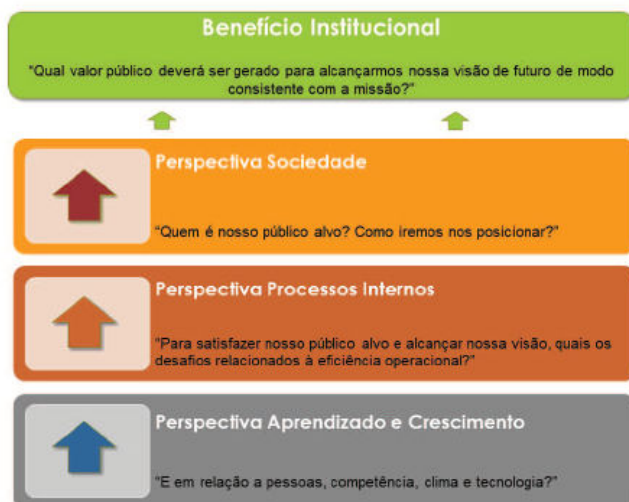 Benefício Institucional
"Qual valor público deverá ser gerado para alcançarmos nossa visão de futuro de modo
consistente com a missão?"
Perspectiva Sociedade
"Quem é nosso público alvo? Como iremos nos posicionar?"
Perspectiva Processos Internos
"Para satisfazer nosso público alvo e alcançar nossa visão, quais os
desafios relacionados à eficiência operacional?"
Perspectiva Aprendizado e Crescimento
"E em relação a pessoas, competência, clima e tecnologia?"